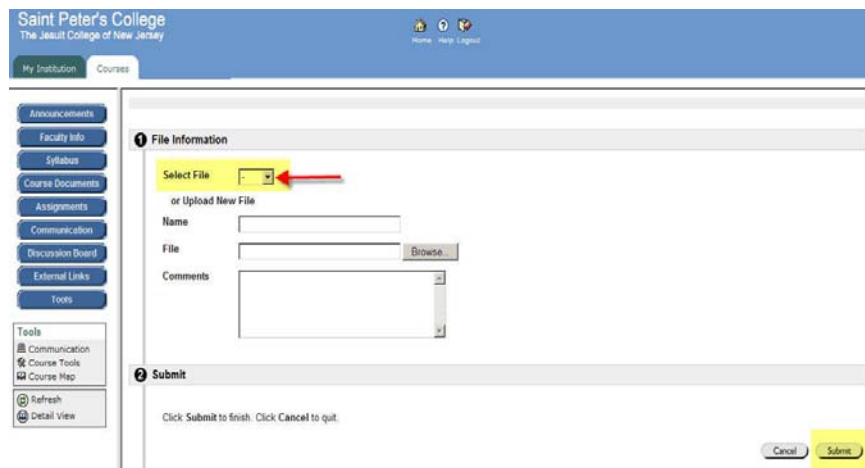 Saint Peter's College
The Jesuit College of New Jersey
Home Help Logout
My Institution Courses
Announcements
Faculty Info
Syllabus
Course Documents
Assignments
Communication
Discussion Board
External Links
Tools
Tools
Communication
Course Tools
Course Map
Refresh
Detail View
1 File Information
Select File -
or Upload New File
Name
File Browse...
Comments
2 Submit
Click Submit to finish. Click Cancel to quit.
Cancel Submit